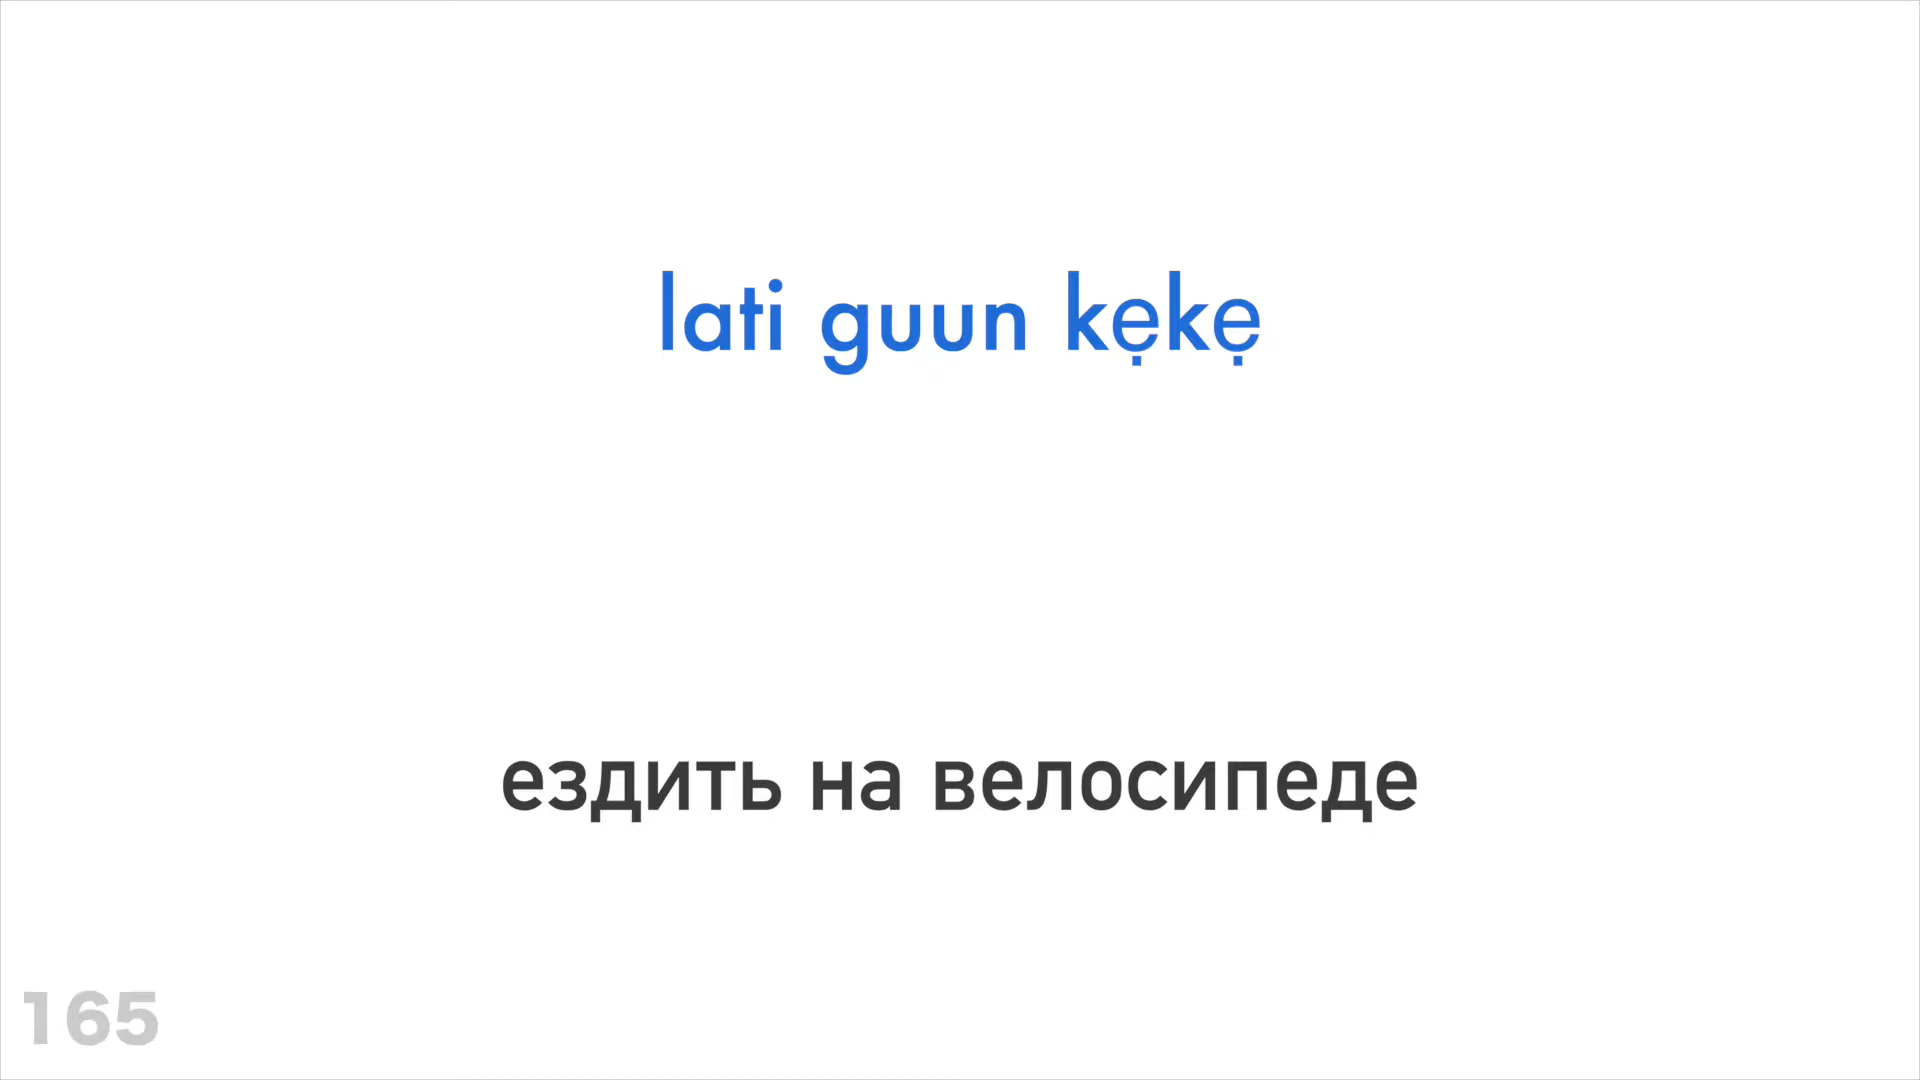 lati guun kẹkẹ
ездить на велосипеде
165